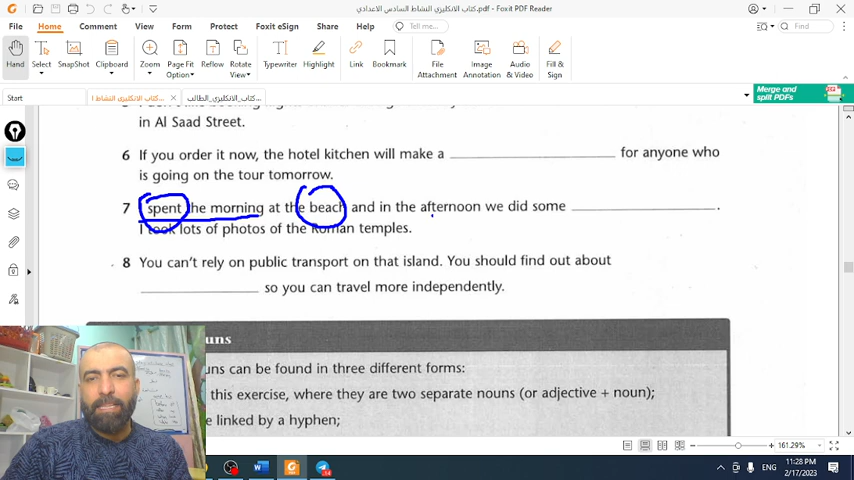 كتاب الانكليزي النشاط السادس الاعدادي.pdf - Foxit PDF Reader
File Home Comment View Form Protect Foxit eSign Share Help Tell me... Find
Hand Select SnapShot Clipboard Zoom Page Fit Option Reflow Rotate View Typewriter Highlight Link Bookmark File Attachment Image Annotation Audio & Video Fill & Sign
Start كتاب_الانكليزي النشاط ا... كتاب_الانكليزي_الطالب... Merge and split PDFs
in Al Saad Street.
6 If you order it now, the hotel kitchen will make a ____________ for anyone who
is going on the tour tomorrow.
7 spent the morning at the beach and in the afternoon we did some ____________.
I took lots of photos of the Roman temples.
8 You can't rely on public transport on that island. You should find out about
____________ so you can travel more independently.
uns
uns can be found in three different forms:
this exercise, where they are two separate nouns (or adjective + noun);
e linked by a hyphen;
161.29%
ENG 11:28 PM
2/17/2023